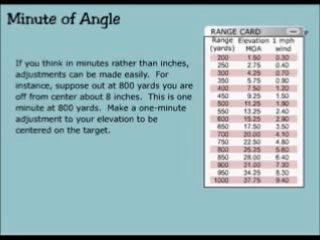 Minute of Angle
If you think in minutes rather than inches,
adjustments can be made easily. For
instance, suppose out at 800 yards you are
off from center about 8 inches. This is one
minute at 800 yards. Make a one-minute
adjustment to your elevation to be
centered on the target.
RANGE CARD
Range Elevation 1 mph
(yards) MOA wind
200 1.50 0.30
250 2.75 0.40
300 4.25 0.70
350 5.75 0.90
400 7.50 1.20
450 9.25 1.50
500 11.25 1.90
550 13.25 2.40
600 15.25 2.90
650 17.50 3.50
700 20.00 4.10
750 22.50 4.80
800 25.25 5.60
850 28.00 6.40
900 31.00 7.30
950 34.25 8.30
1000 37.75 9.40